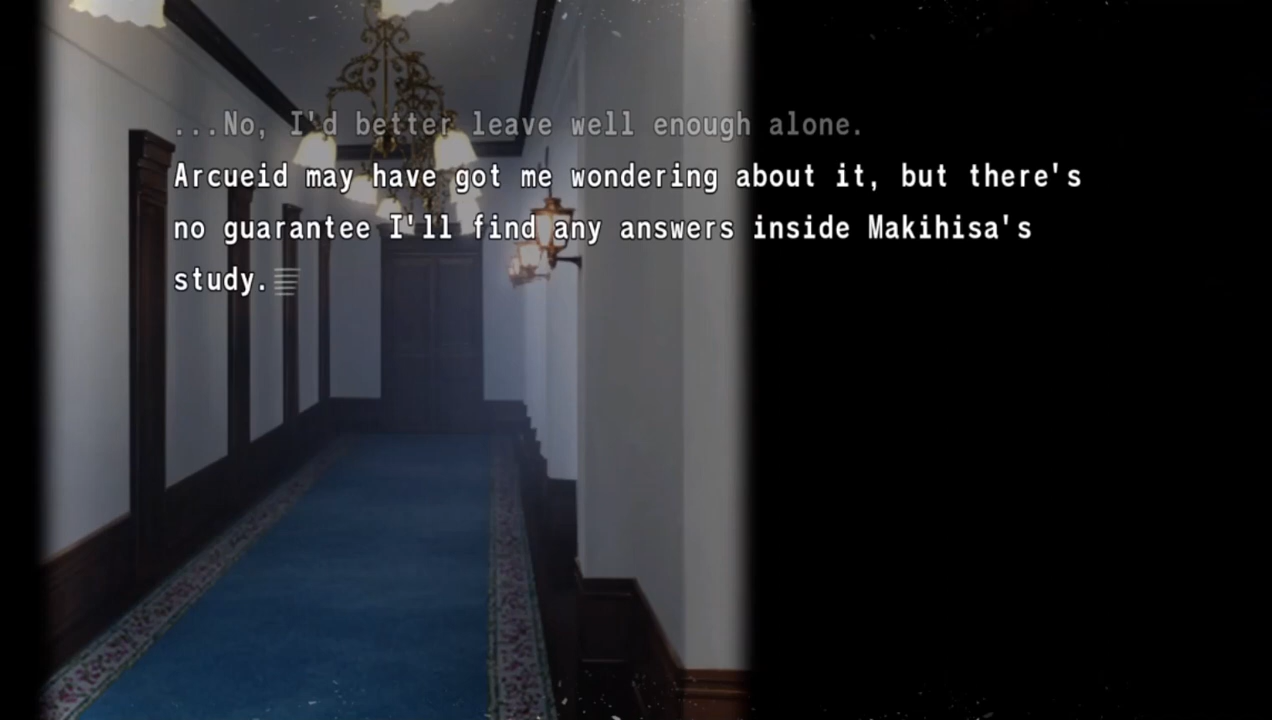 ...No, I'd better leave well enough alone.
Arcueid may have got me wondering about it, but there's
no guarantee I'll find any answers inside Makihisa's
study.